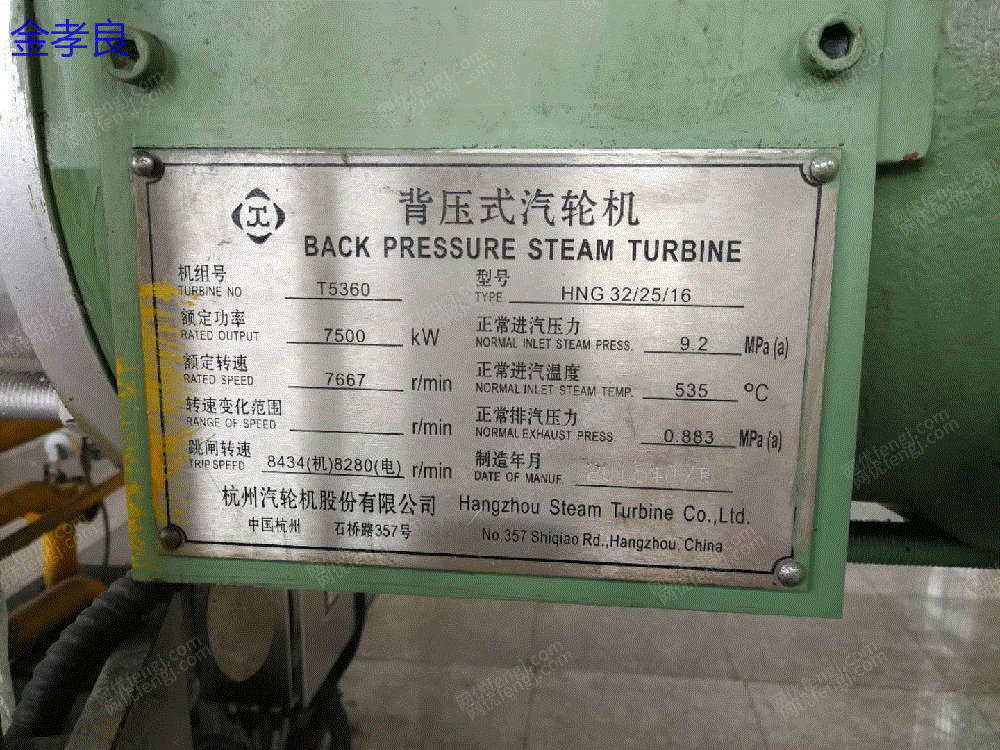 金孝良
背压式汽轮机
BACK PRESSURE STEAM TURBINE
机组号
TURBINE NO T5360
型号
TYPE HNG 32/25/16
额定功率
RATED OUTPUT 7500 kW
正常进汽压力
NORMAL INLET STEAM PRESS. 9.2 MPa(a)
额定转速
RATED SPEED 7667 r/min
正常进汽温度
NORMAL INLET STEAM TEMP. 535 °C
转速变化范围
RANGE OF SPEED r/min
正常排汽压力
NORMAL EXHAUST PRESS. 0.883 MPa(a)
跳闸转速
TRIP SPEED 8434(机)8280(电) r/min
制造年月
DATE OF MANUF.
杭州汽轮机股份有限公司 Hangzhou Steam Turbine Co.,Ltd.
中国杭州 石桥路357号 No.357 Shiqiao Rd.,Hangzhou, China